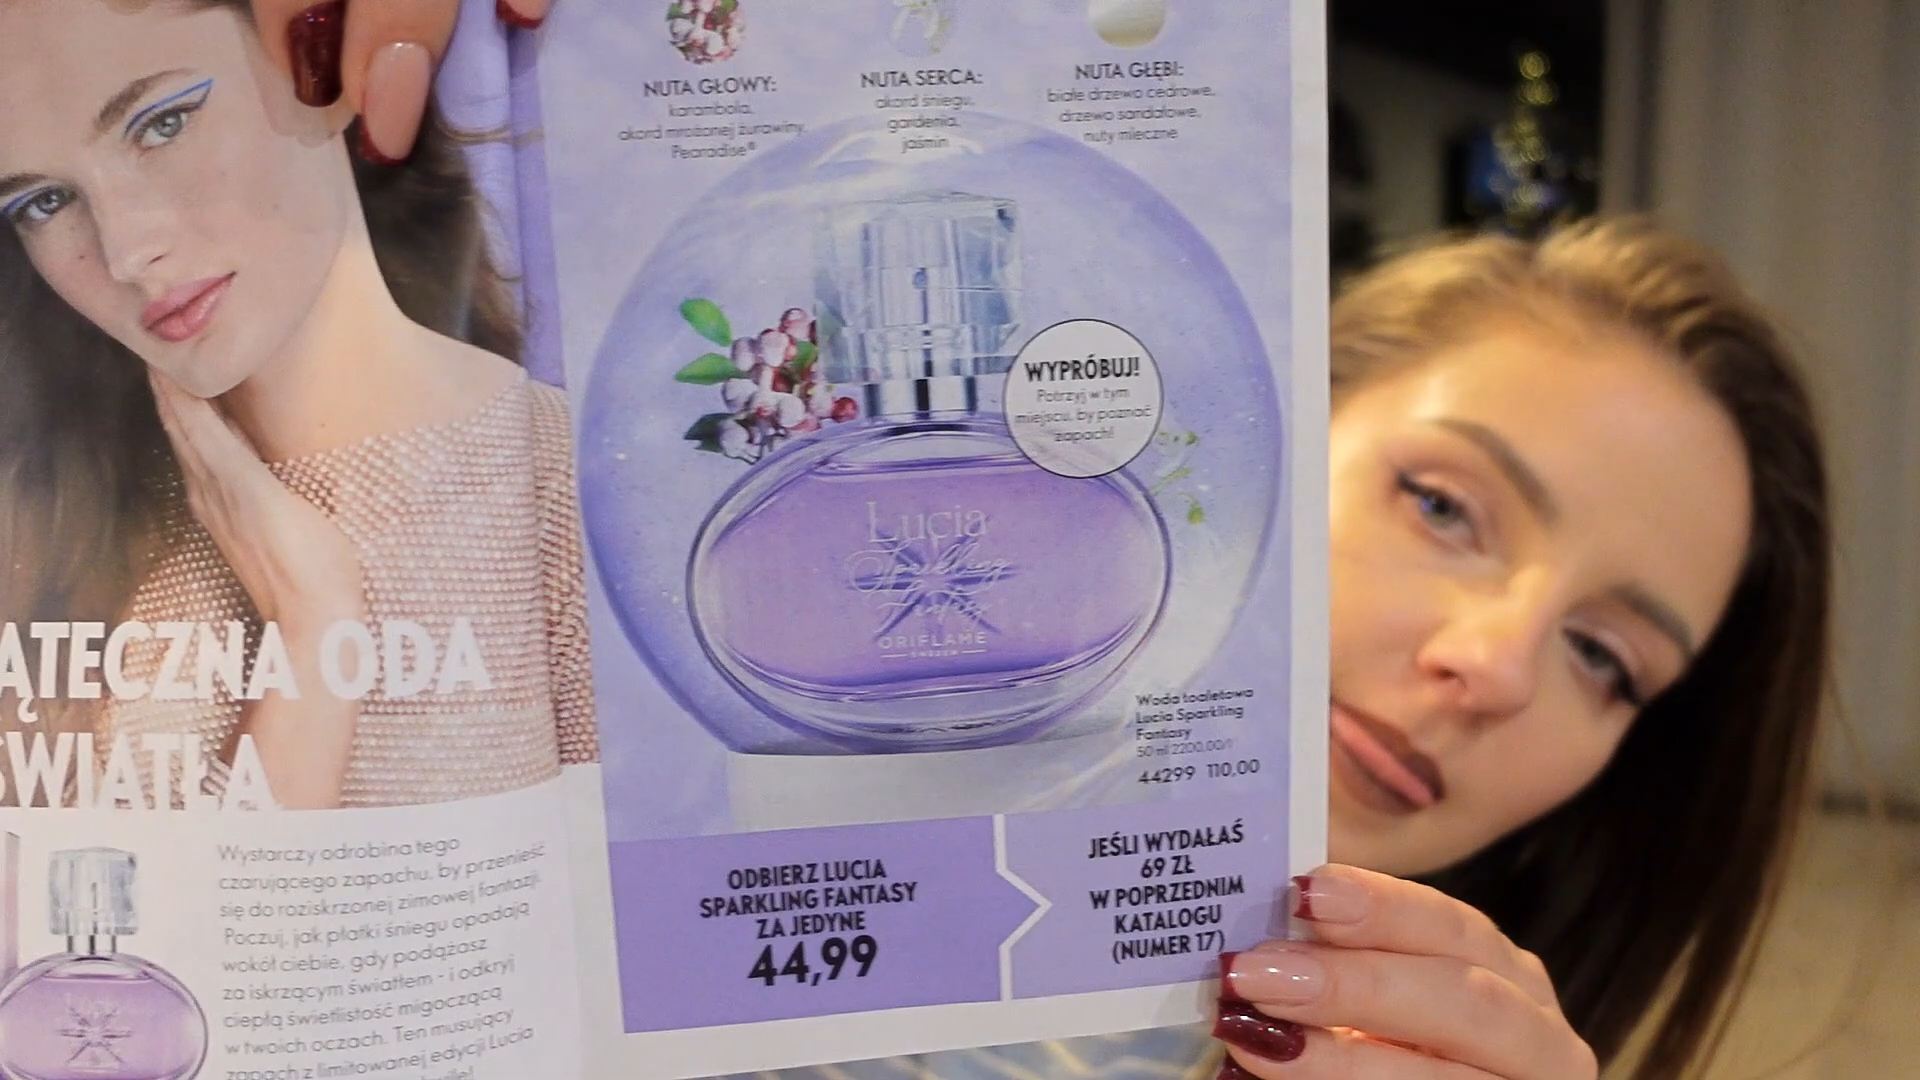 NUTA GŁOWY:
karambola,
akord mrożonej żurawiny,
Pearadise®
NUTA SERCA:
akord śniegu,
gardenia,
jaśmin
NUTA GŁĘBI:
białe drzewo cedrowe,
drzewo sandałowe,
nuty mleczne
WYPRÓBUJ!
Potrzyj w tym
miejscu, by poznać
zapach!
Lucia
Sparkling
Fantasy
ORIFLAME
SWEDEN
Woda toaletowa
Lucia Sparkling
Fantasy
50 ml 2200,00/l
44299 110,00
ĄTECZNA ODA
ŚWIATŁA
Wystarczy odrobina tego
czarującego zapachu, by przenieść
się do roziskrzonej zimowej fantazji.
Poczuj, jak płatki śniegu opadają
wokół ciebie, gdy podążasz
za iskrzącym światłem - i odkryj
ciepłą świetlistość migoczącą
w twoich oczach. Ten musujący
zapach z limitowanej edycji Lucia
ODBIERZ LUCIA
SPARKLING FANTASY
ZA JEDYNE
44,99
JEŚLI WYDAŁAŚ
69 ZŁ
W POPRZEDNIM
KATALOGU
(NUMER 17)